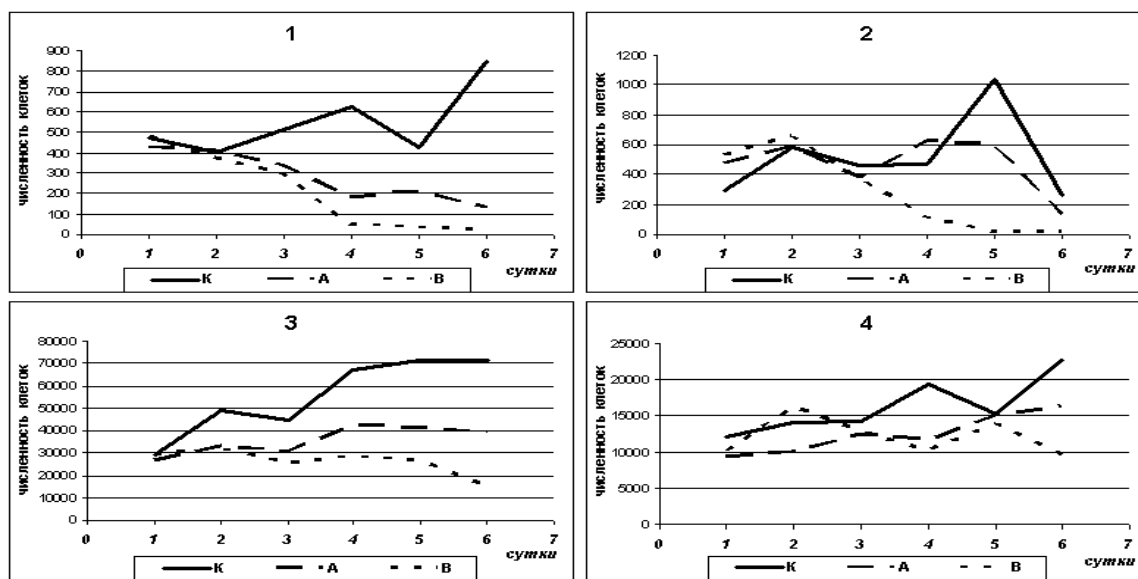 1
численность клеток
900
800
700
600
500
400
300
200
100
0
0 1 2 3 4 5 6 7
сутки
К А В
2
численность клеток
1200
1000
800
600
400
200
0
0 1 2 3 4 5 6 7
сутки
К А В
3
численность клеток
80000
70000
60000
50000
40000
30000
20000
10000
0
0 1 2 3 4 5 6 7
сутки
К А В
4
численность клеток
25000
20000
15000
10000
5000
0
0 1 2 3 4 5 6 7
сутки
К А В